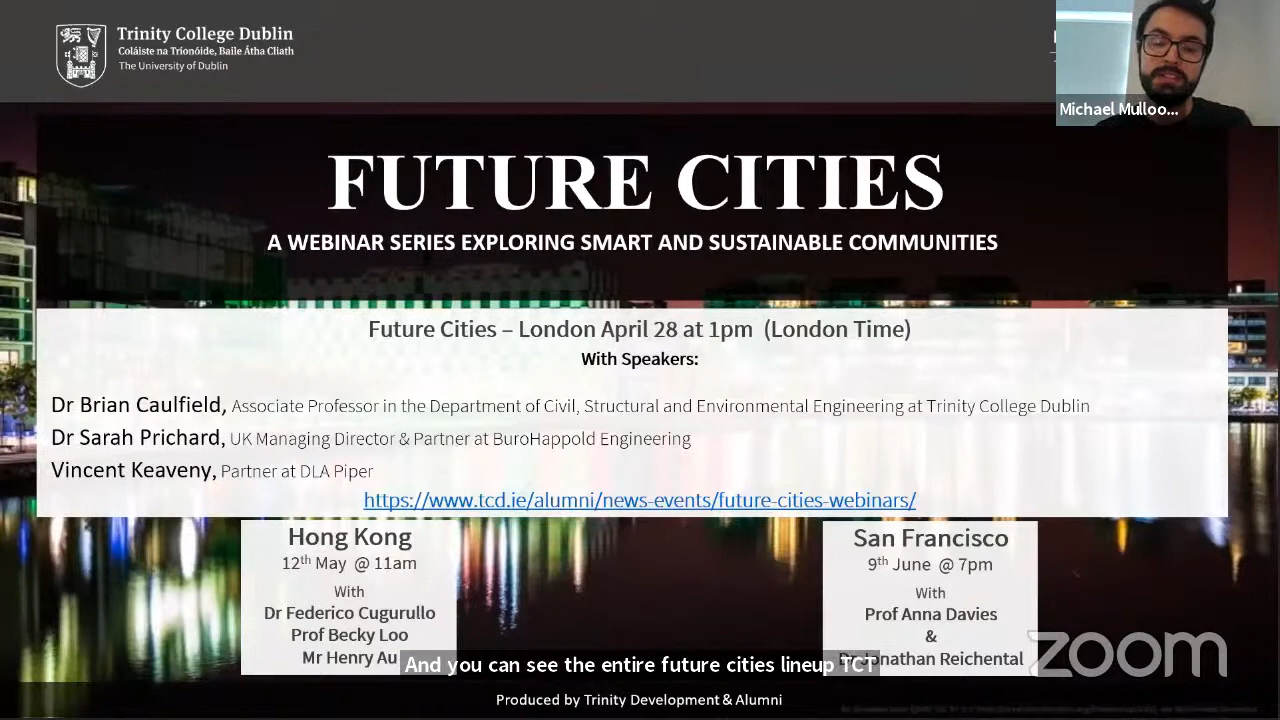 Trinity College Dublin
Coláiste na Tríonóide, Baile Átha Cliath
The University of Dublin
Michael Mulloo...
FUTURE CITIES
A WEBINAR SERIES EXPLORING SMART AND SUSTAINABLE COMMUNITIES
Future Cities – London April 28 at 1pm (London Time)
With Speakers:
Dr Brian Caulfield, Associate Professor in the Department of Civil, Structural and Environmental Engineering at Trinity College Dublin
Dr Sarah Prichard, UK Managing Director & Partner at BuroHappold Engineering
Vincent Keaveny, Partner at DLA Piper
https://www.tcd.ie/alumni/news-events/future-cities-webinars/
Hong Kong
12th May @ 11am
With
Dr Federico Cugurullo
Prof Becky Loo
Mr Henry Au
San Francisco
9th June @ 7pm
With
Prof Anna Davies
&
Dr Jonathan Reichental
And you can see the entire future cities lineup TCT
zoom
Produced by Trinity Development & Alumni